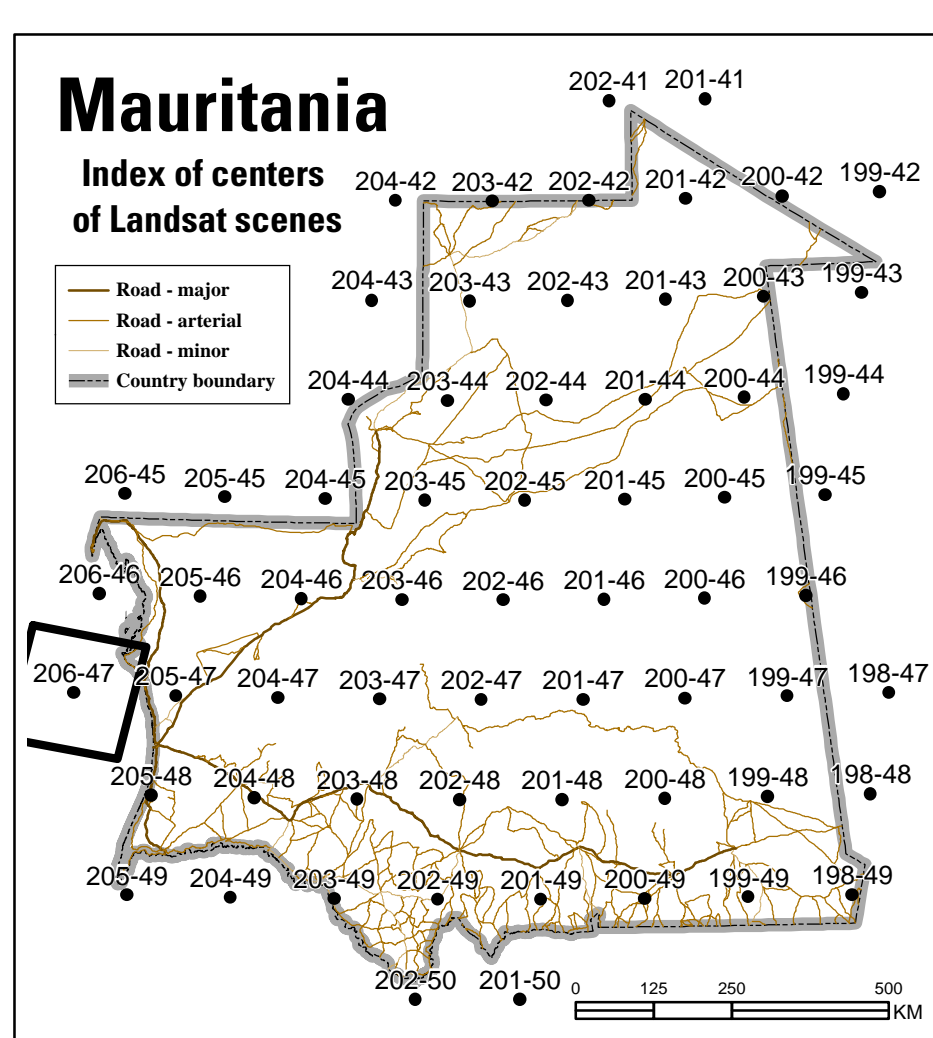 Mauritania
Index of centers
of Landsat scenes
Road - major
Road - arterial
Road - minor
Country boundary
202-41 201-41
204-42 203-42 202-42 201-42 200-42 199-42
204-43 203-43 202-43 201-43 200-43 199-43
204-44 203-44 202-44 201-44 200-44 199-44
206-45 205-45 204-45 203-45 202-45 201-45 200-45 199-45
206-46 205-46 204-46 203-46 202-46 201-46 200-46 199-46
206-47 205-47 204-47 203-47 202-47 201-47 200-47 199-47 198-47
205-48 204-48 203-48 202-48 201-48 200-48 199-48 198-48
205-49 204-49 203-49 202-49 201-49 200-49 199-49 198-49
202-50 201-50
0 125 250 500
KM